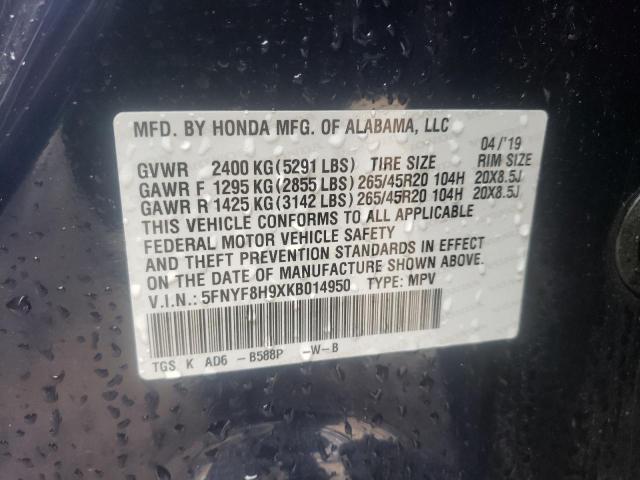 MFD. BY HONDA MFG. OF ALABAMA, LLC
04/'19
GVWR 2400 KG(5291 LBS) TIRE SIZE RIM SIZE
GAWR F 1295 KG(2855 LBS) 265/45R20 104H 20X8.5J
GAWR R 1425 KG(3142 LBS) 265/45R20 104H 20X8.5J
THIS VEHICLE CONFORMS TO ALL APPLICABLE
FEDERAL MOTOR VEHICLE SAFETY
AND THEFT PREVENTION STANDARDS IN EFFECT
ON THE DATE OF MANUFACTURE SHOWN ABOVE.
V.I.N.: 5FNYF8H9XKB014950 TYPE: MPV
TGS K AD6 -B588P -W-B